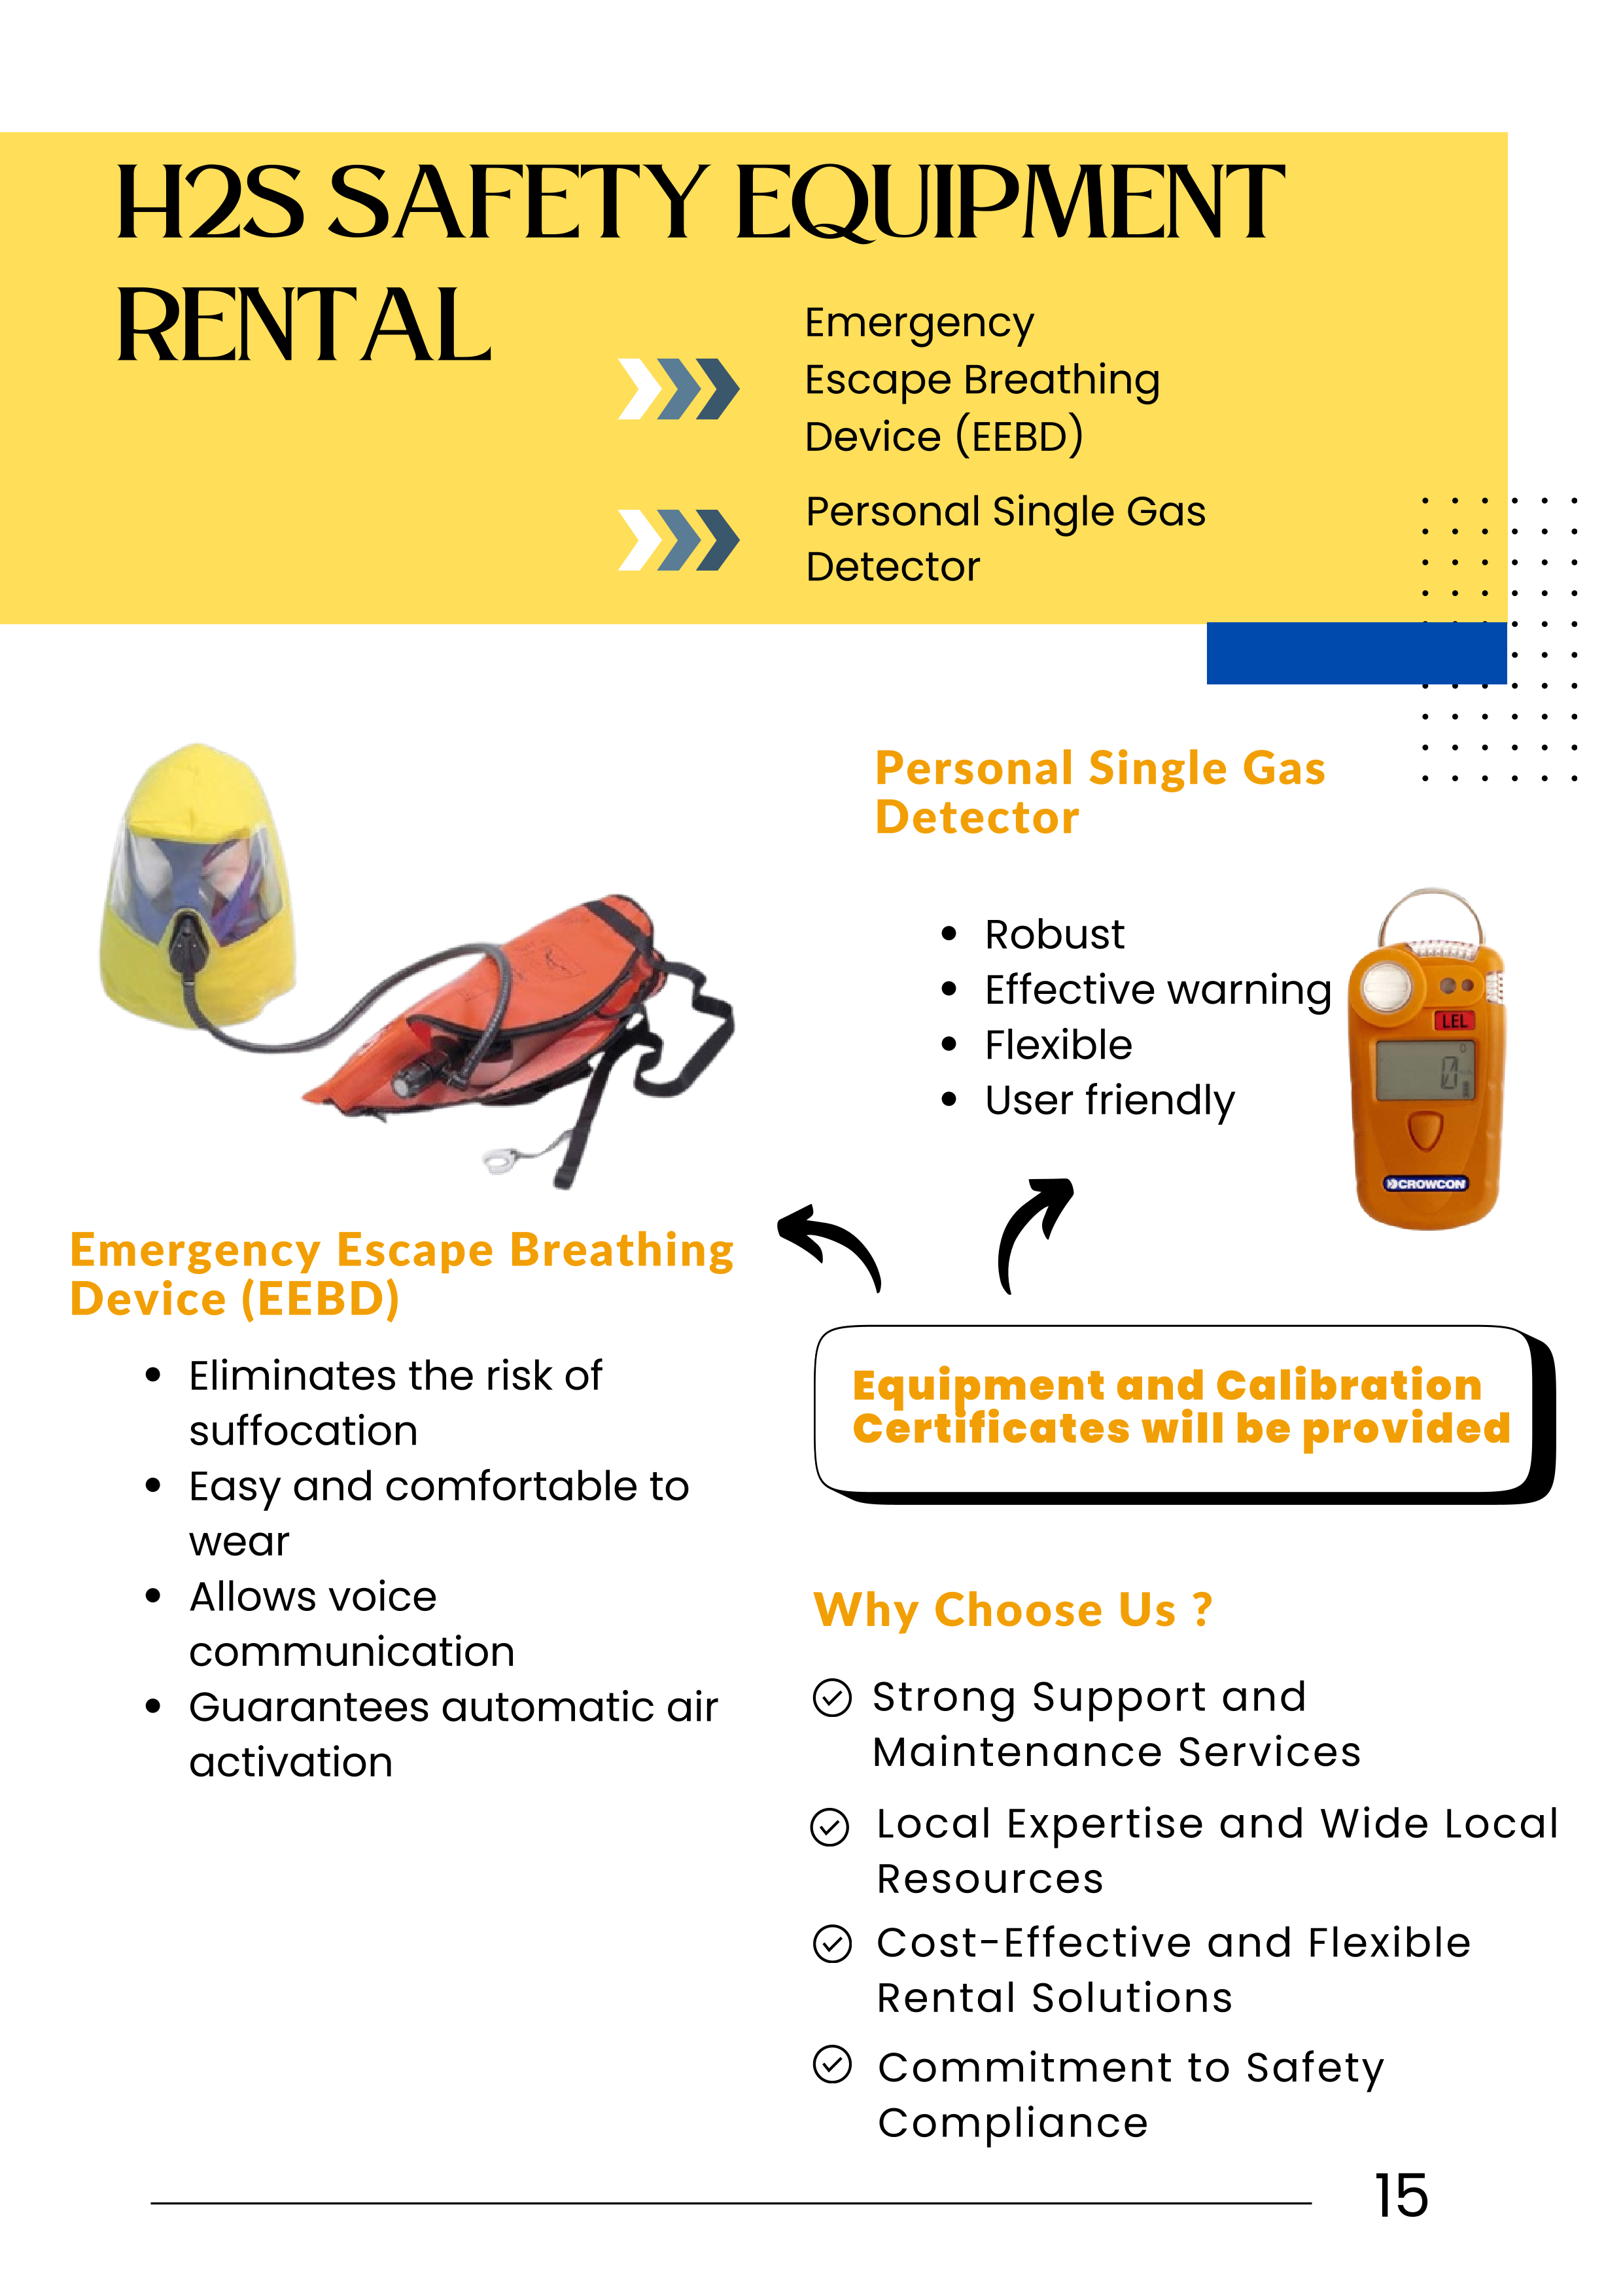 H2S SAFETY EQUIPMENT
RENTAL
Emergency
Escape Breathing
Device (EEBD)
Personal Single Gas
Detector
Personal Single Gas
Detector
• Robust
• Effective warning
• Flexible
• User friendly
LEL
0
CROWCON
Emergency Escape Breathing
Device (EEBD)
• Eliminates the risk of
suffocation
• Easy and comfortable to
wear
• Allows voice
communication
• Guarantees automatic air
activation
Equipment and Calibration
Certificates will be provided
Why Choose Us ?
Strong Support and
Maintenance Services
Local Expertise and Wide Local
Resources
Cost-Effective and Flexible
Rental Solutions
Commitment to Safety
Compliance
15